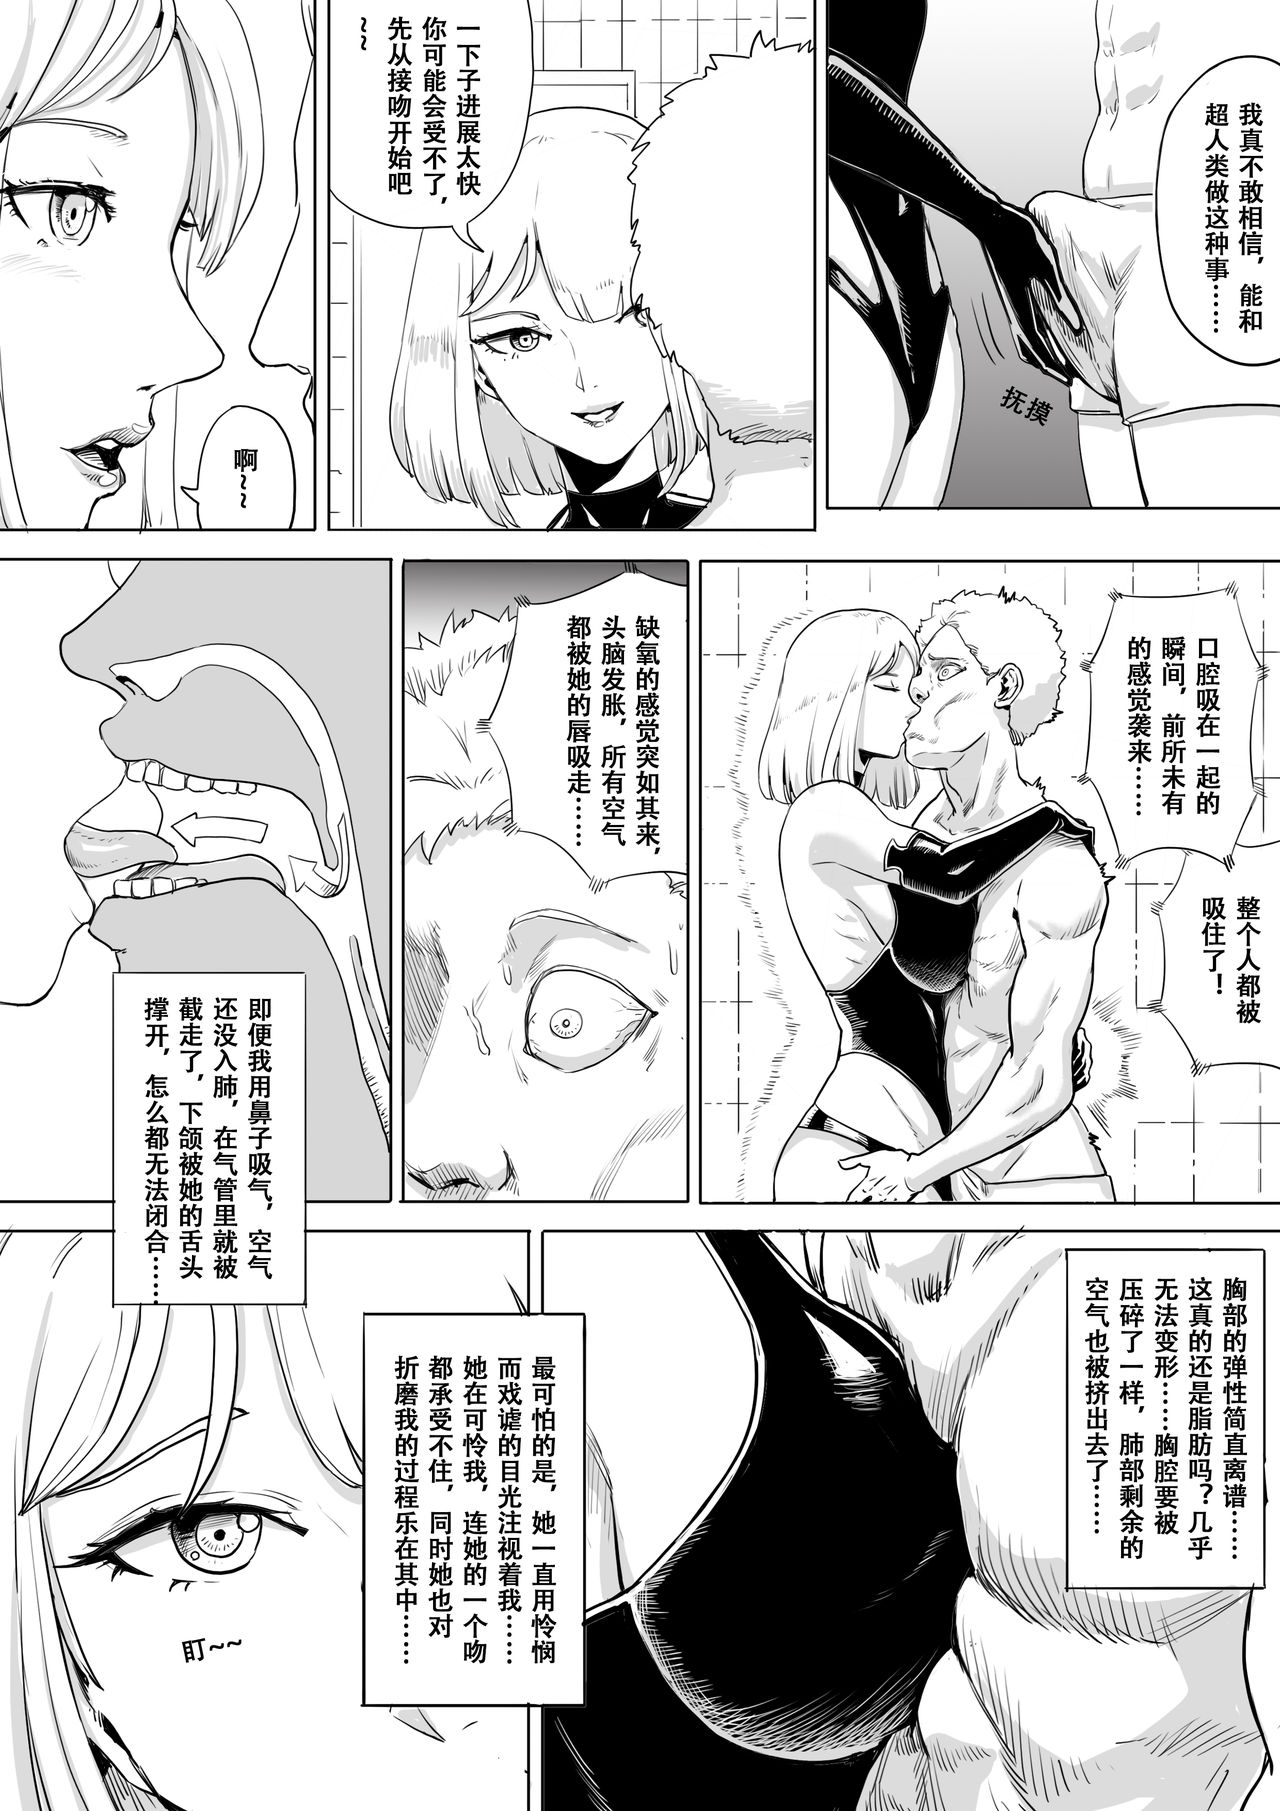 我真不敢相信，能和
超人类做这种事……
抚摸
一下子进展太快
你可能会受不了，
先从接吻开始吧
~~
啊~~
口腔吸在一起的
瞬间，前所未有
的感觉袭来……
整个人都被
吸住了！
缺氧的感觉突如其来，
头脑发胀，所有空气
都被她的唇吸走……
即便我用鼻子吸气，空气
还没入肺，在气管里就被
截走了，下颌被她的舌头
撑开，怎么都无法闭合……
胸部的弹性简直离谱……
这真的还是脂肪吗？几乎
无法变形……胸腔要被
压碎了一样，肺部剩余的
空气也被挤出去了……
最可怕的是，她一直用怜悯
而戏谑的目光注视着我……
她在可怜我，连她的一个吻
都承受不住，同时她也对
折磨我的过程乐在其中……
盯~~